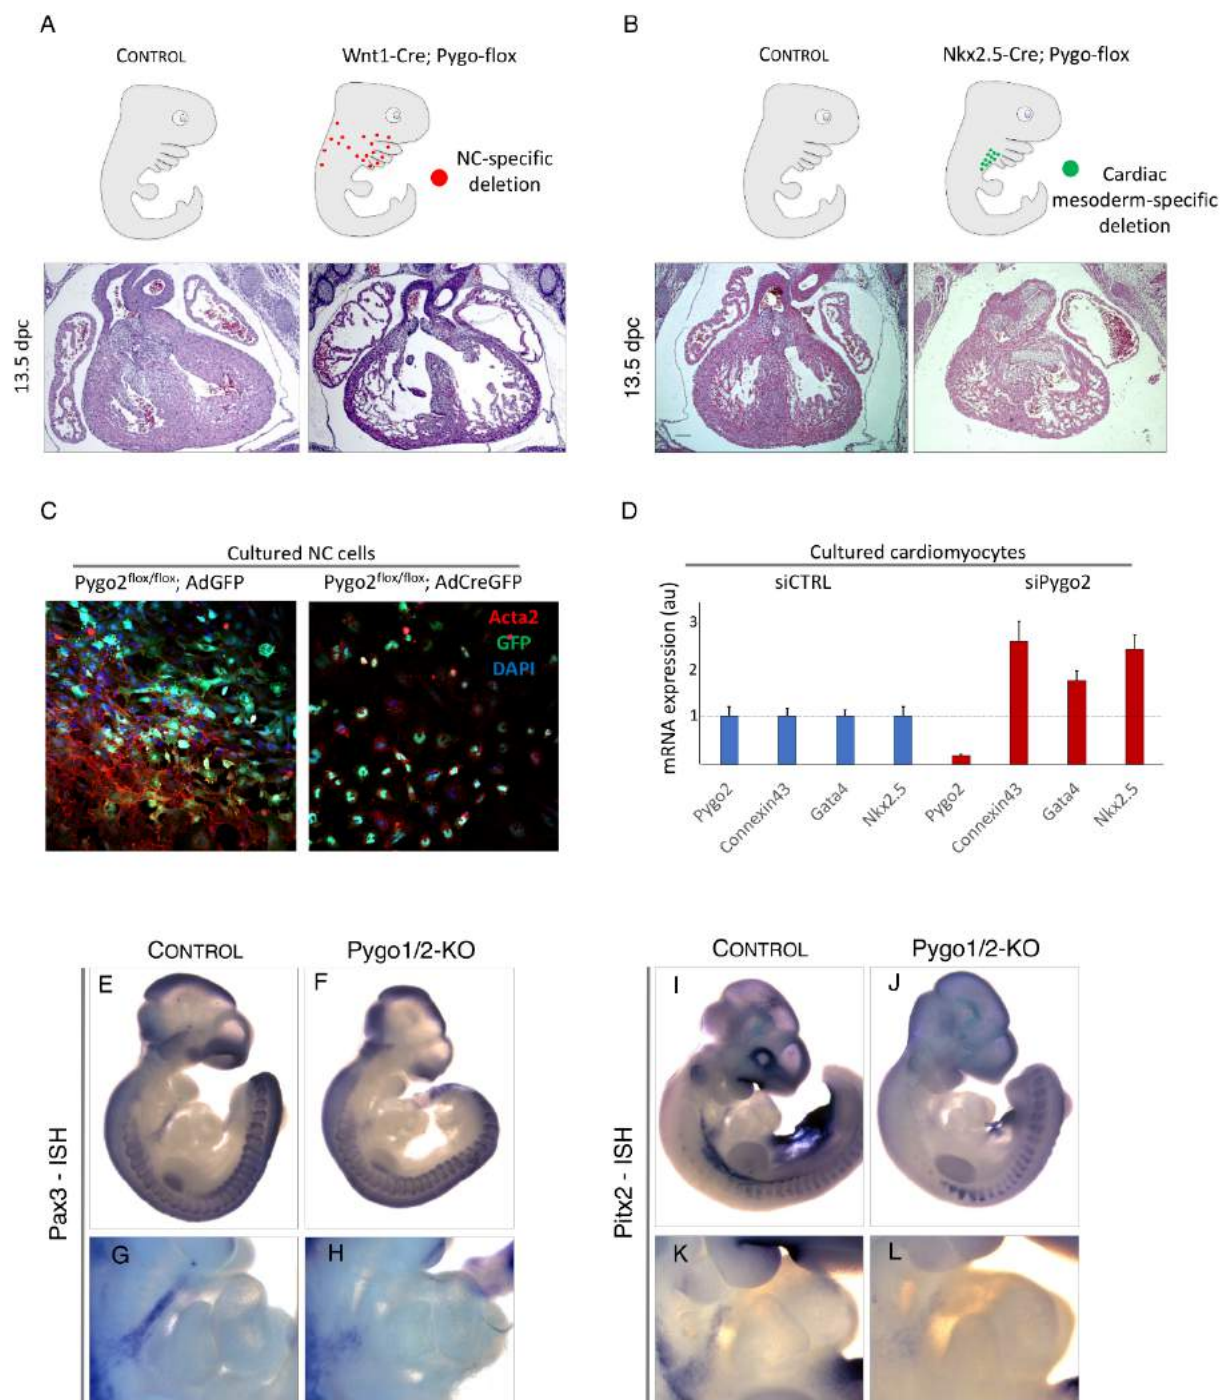 A
CONTROL
Wnt1-Cre; Pygo-flox
NC-specific
deletion
13.5 dpc
B
CONTROL
Nkx2.5-Cre; Pygo-flox
Cardiac
mesoderm-specific
deletion
13.5 dpc
C
Cultured NC cells
Pygo2flox/flox; AdGFP
Pygo2flox/flox; AdCreGFP
Acta2
GFP
DAPI
D
Cultured cardiomyocytes
siCTRL
siPygo2
mRNA expression (au)
3
2
1
Pygo2
Connexin43
Gata4
Nkx2.5
Pygo2
Connexin43
Gata4
Nkx2.5
CONTROL
Pygo1/2-KO
Pax3 - ISH
E
F
G
H
CONTROL
Pygo1/2-KO
Pitx2 - ISH
I
J
K
L